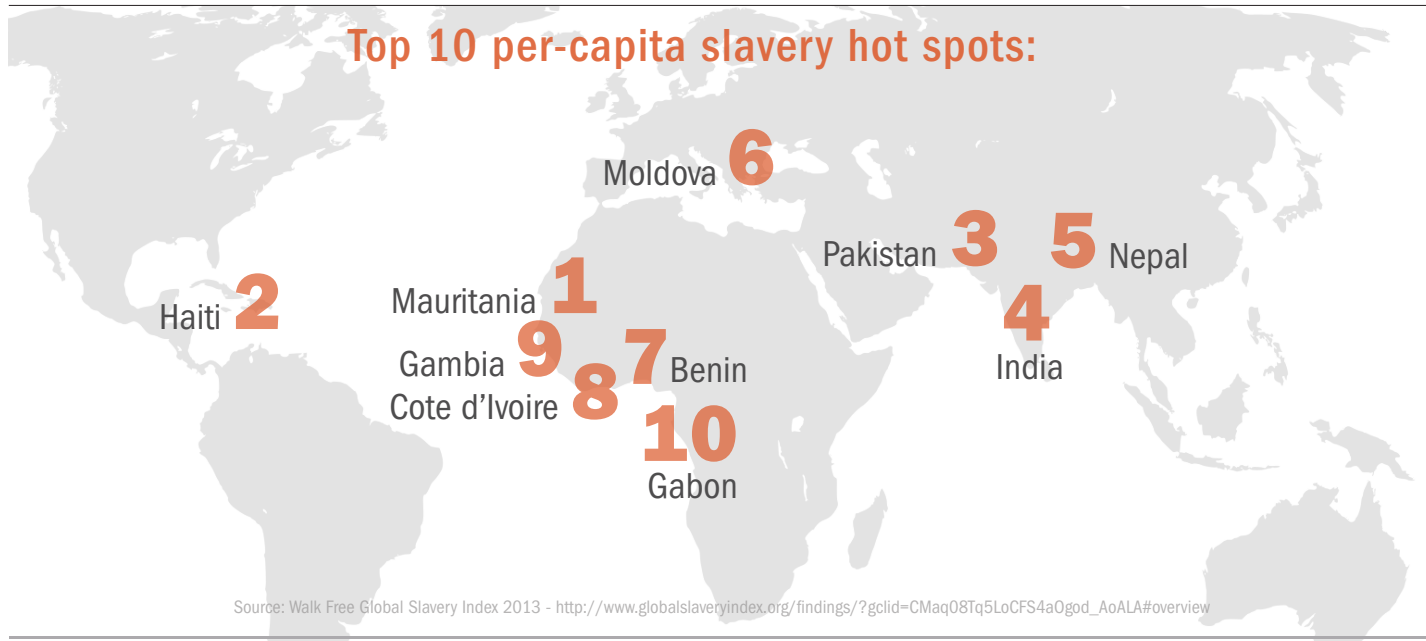 Top 10 per-capita slavery hot spots:
Moldova 6
Pakistan 3
5 Nepal
Haiti 2
Mauritania 1
4
India
Gambia 9
7 Benin
Cote d’Ivoire 8
10
Gabon
Source: Walk Free Global Slavery Index 2013 - http://www.globalslaveryindex.org/findings/?gclid=CMaq08Tq5LoCFS4aOgod_AoALA#overview